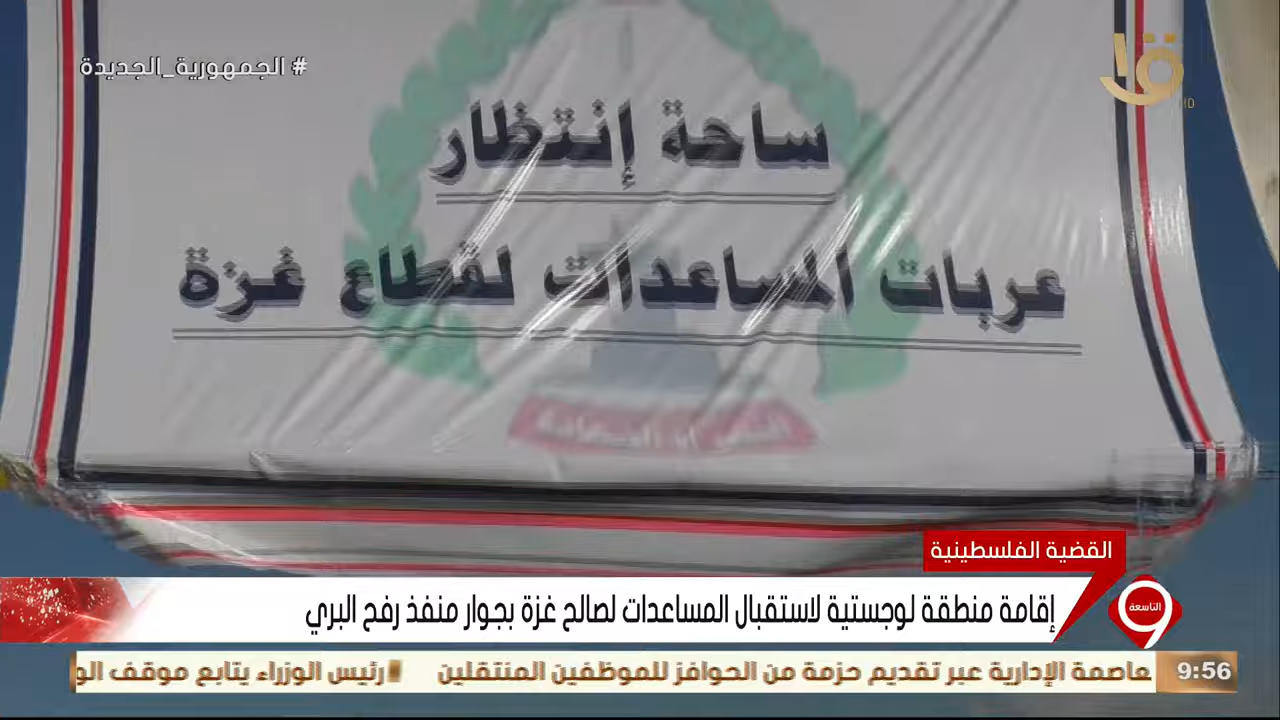 #الجمهورية_الجديدة
HD
ساحة إنتظار
عربات المساعدات لقطاع غزة
القضية الفلسطينية
التاسعة
إقامة منطقة لوجستية لاستقبال المساعدات لصالح غزة بجوار منفذ رفح البري
9:56
عاصمة الإدارية عبر تقديم حزمة من الحوافز للموظفين المنتقلين رئيس الوزراء يتابع موقف الو